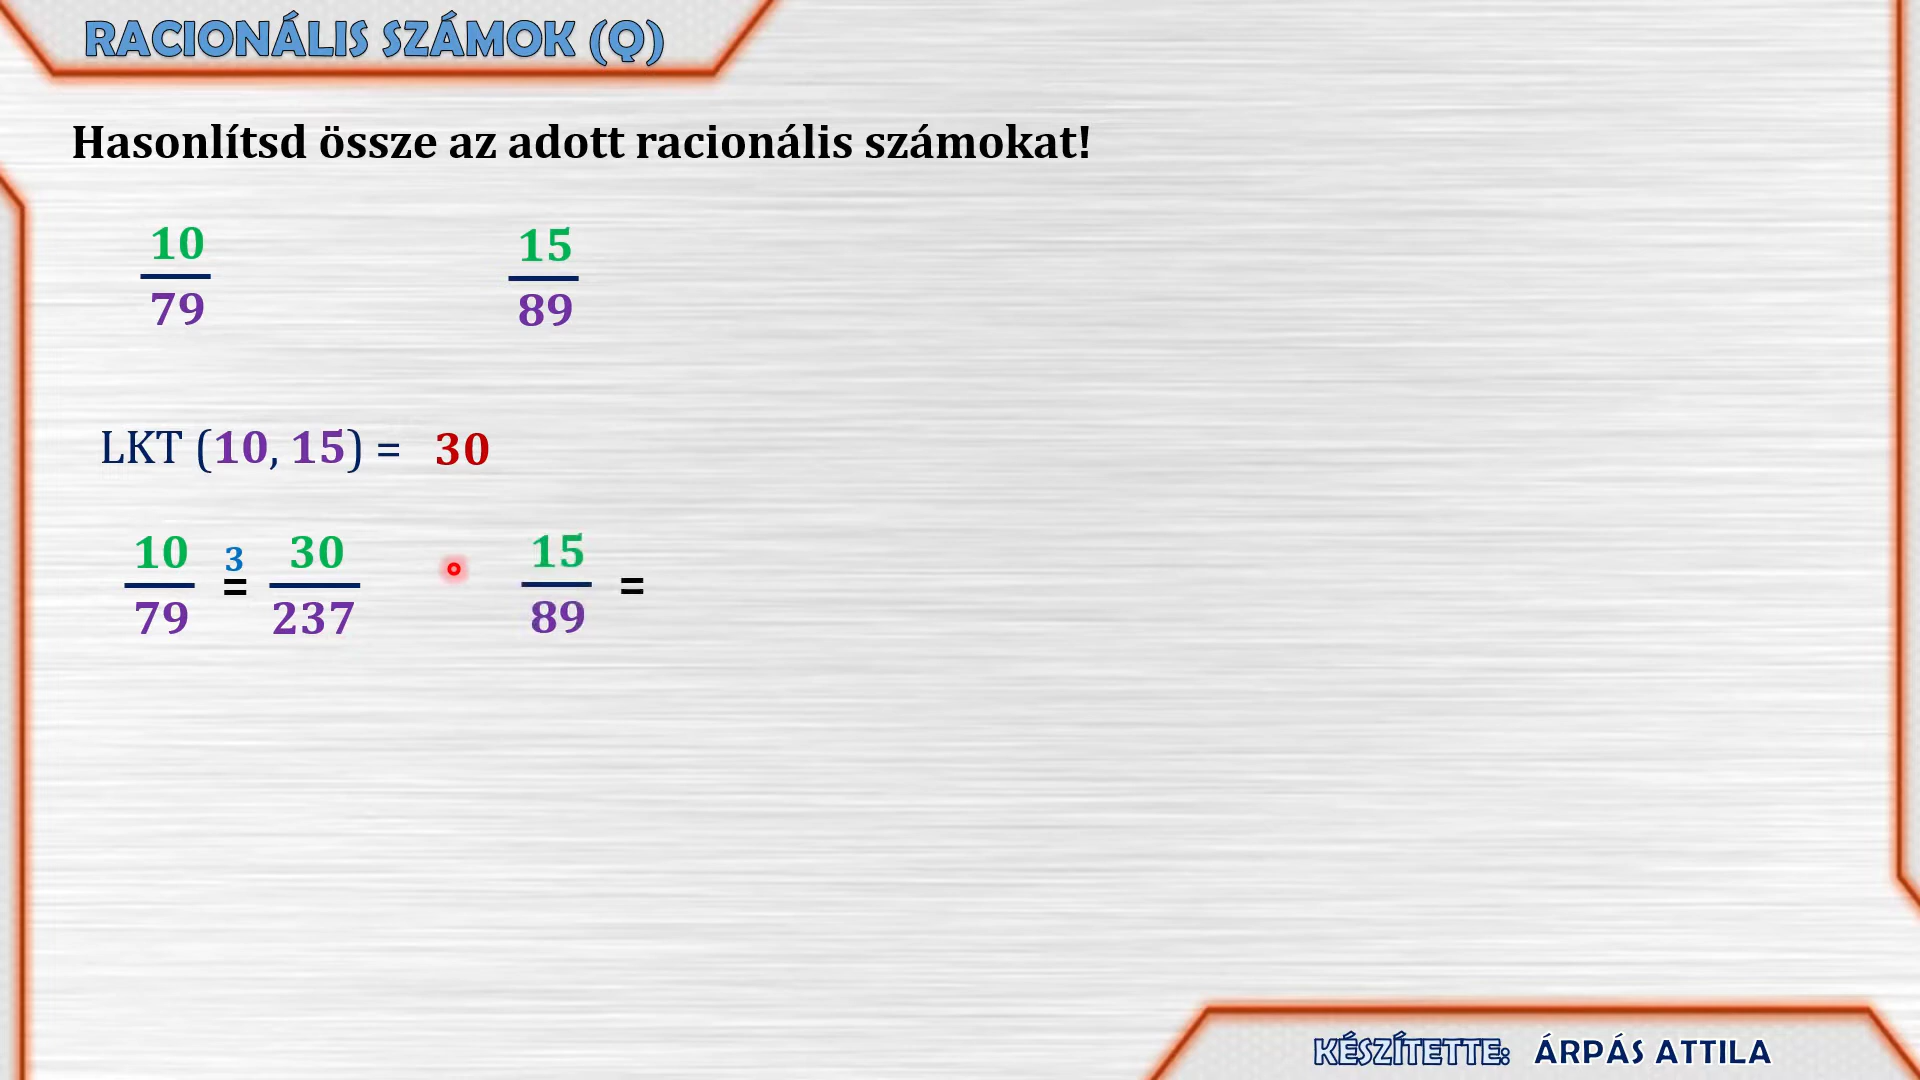 RACIONÁLIS SZÁMOK (Q)
Hasonlítsd össze az adott racionális számokat!
10/79 15/89
LKT (10, 15) = 30
10/79 =3 30/237 15/89 =
KÉSZÍTETTE: ÁRPÁS ATTILA